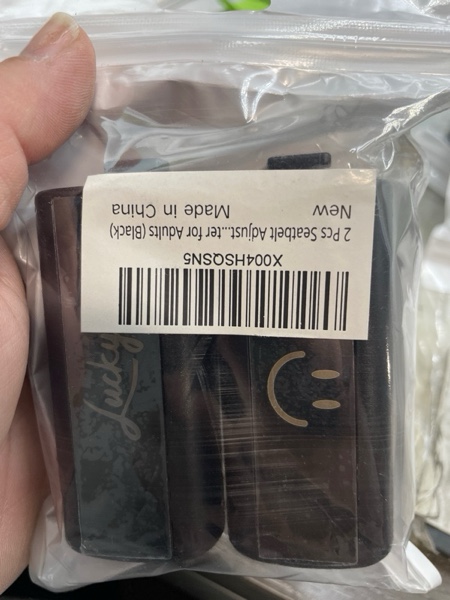 X004HSQSN5
2 Pcs Seatbelt Adjust...ter for Adults (Black)
New
Made in China
Lucky